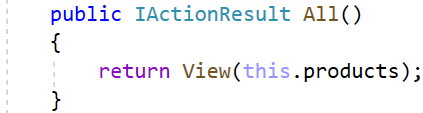 public IActionResult All()
{
    return View(this.products);
}